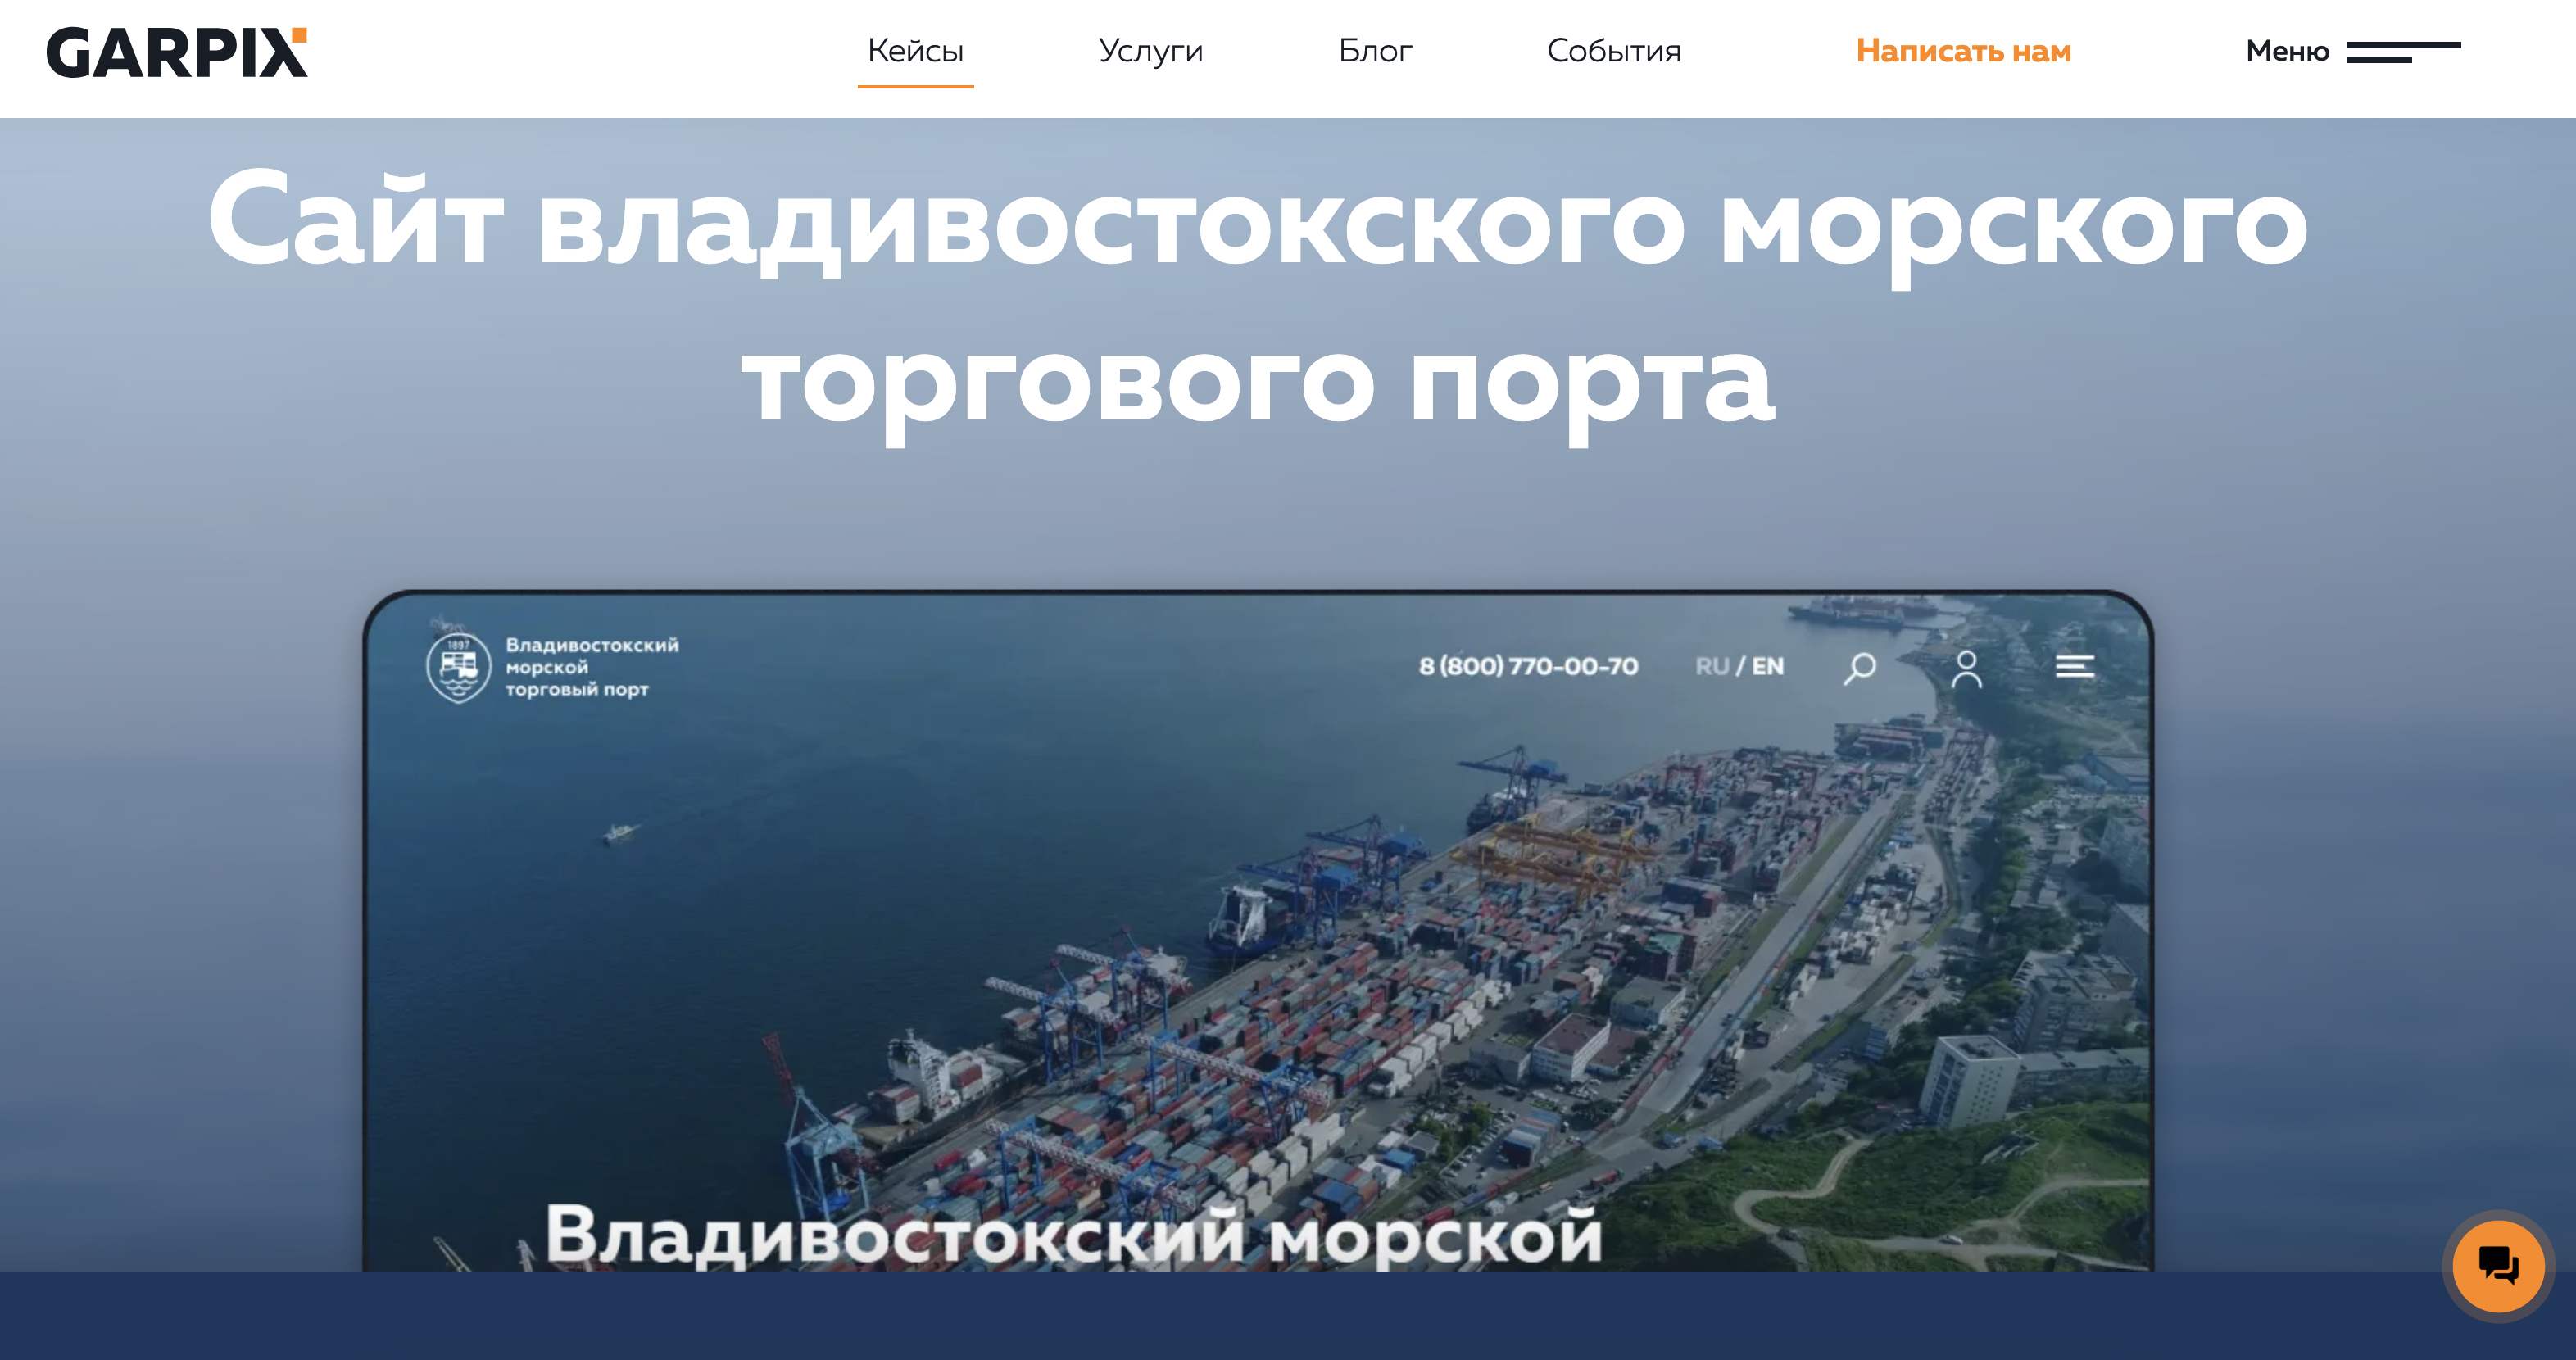 GARPIX
Кейсы
Услуги
Блог
События
Написать нам
Меню
Сайт владивостокского морского
торгового порта
1897
Владивостокский
морской
торговый порт
8 (800) 770-00-70
RU / EN
Владивостокский морской